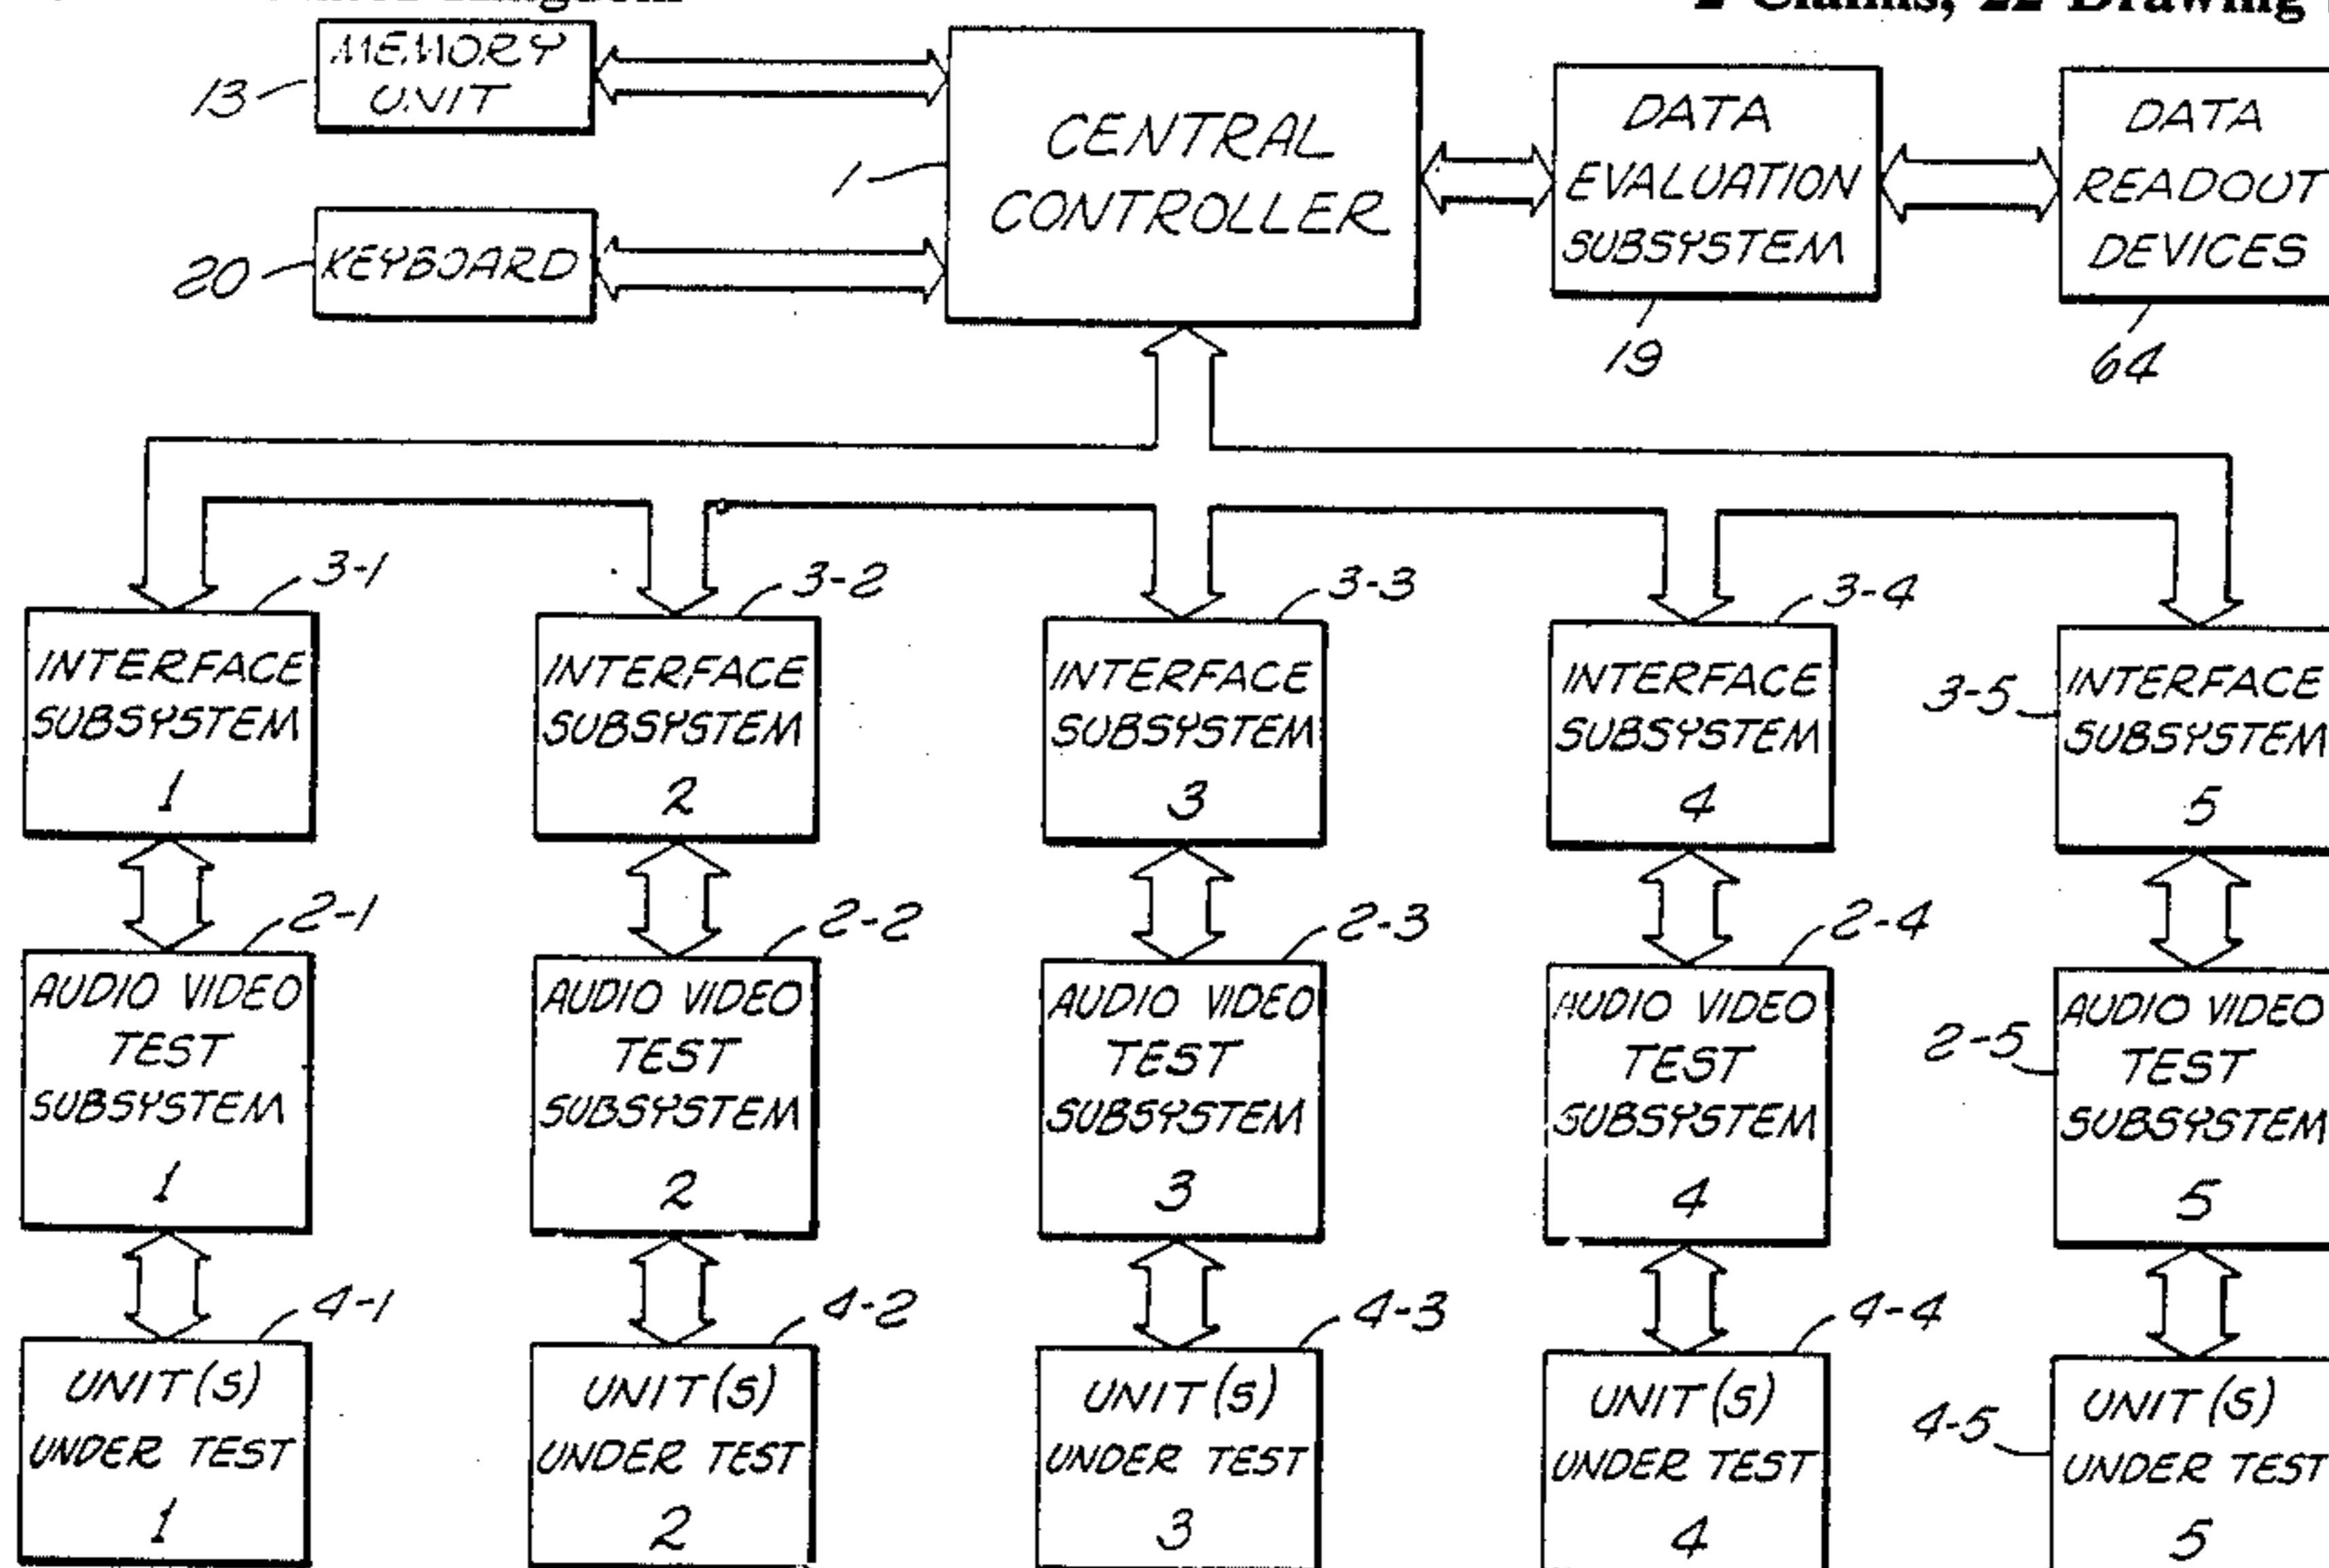 2 Claims, 22 Drawing
MEMORY
UNIT
13
KEYBOARD
20
CENTRAL
CONTROLLER
1
DATA
EVALUATION
SUBSYSTEM
19
DATA
READOUT
DEVICES
64
3-1
3-2
3-3
3-4
3-5
INTERFACE
SUBSYSTEM
1
INTERFACE
SUBSYSTEM
2
INTERFACE
SUBSYSTEM
3
INTERFACE
SUBSYSTEM
4
INTERFACE
SUBSYSTEM
5
2-1
2-2
2-3
2-4
2-5
AUDIO VIDEO
TEST
SUBSYSTEM
1
AUDIO VIDEO
TEST
SUBSYSTEM
2
AUDIO VIDEO
TEST
SUBSYSTEM
3
AUDIO VIDEO
TEST
SUBSYSTEM
4
AUDIO VIDEO
TEST
SUBSYSTEM
5
4-1
4-2
4-3
4-4
4-5
UNIT(S)
UNDER TEST
1
UNIT(S)
UNDER TEST
2
UNIT(S)
UNDER TEST
3
UNIT(S)
UNDER TEST
4
UNIT(S)
UNDER TEST
5